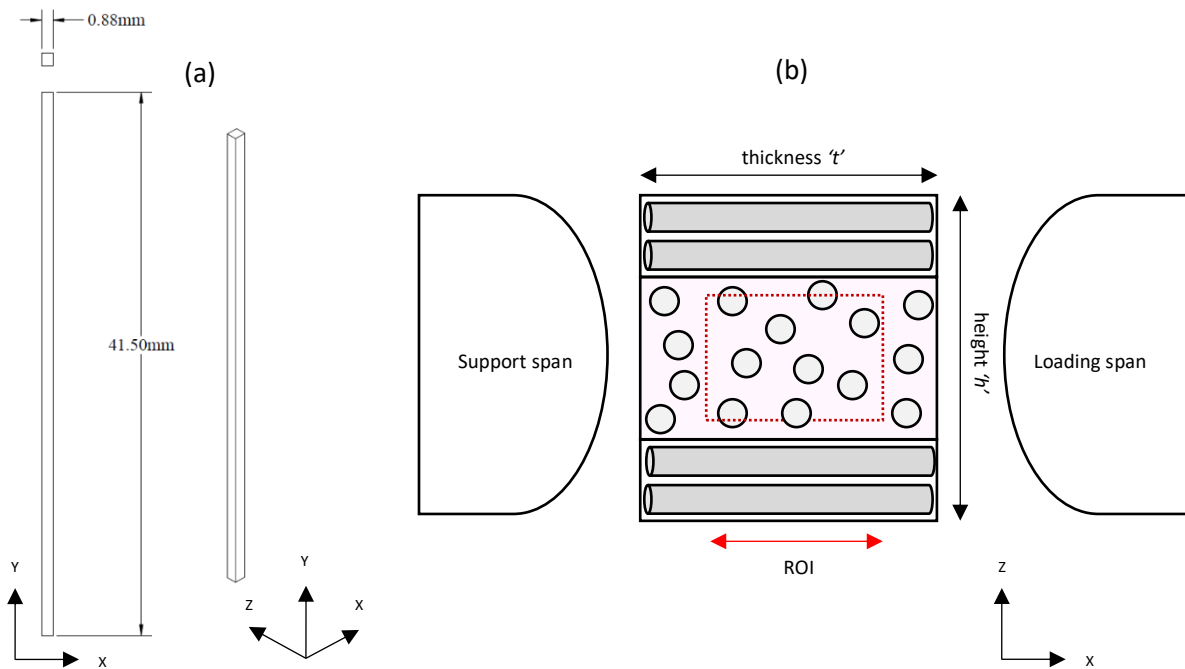 0.88mm
(a)
41.50mm
Y
X
Y
Z
X
(b)
thickness ‘t’
Support span
height ‘h’
Loading span
ROI
Z
X